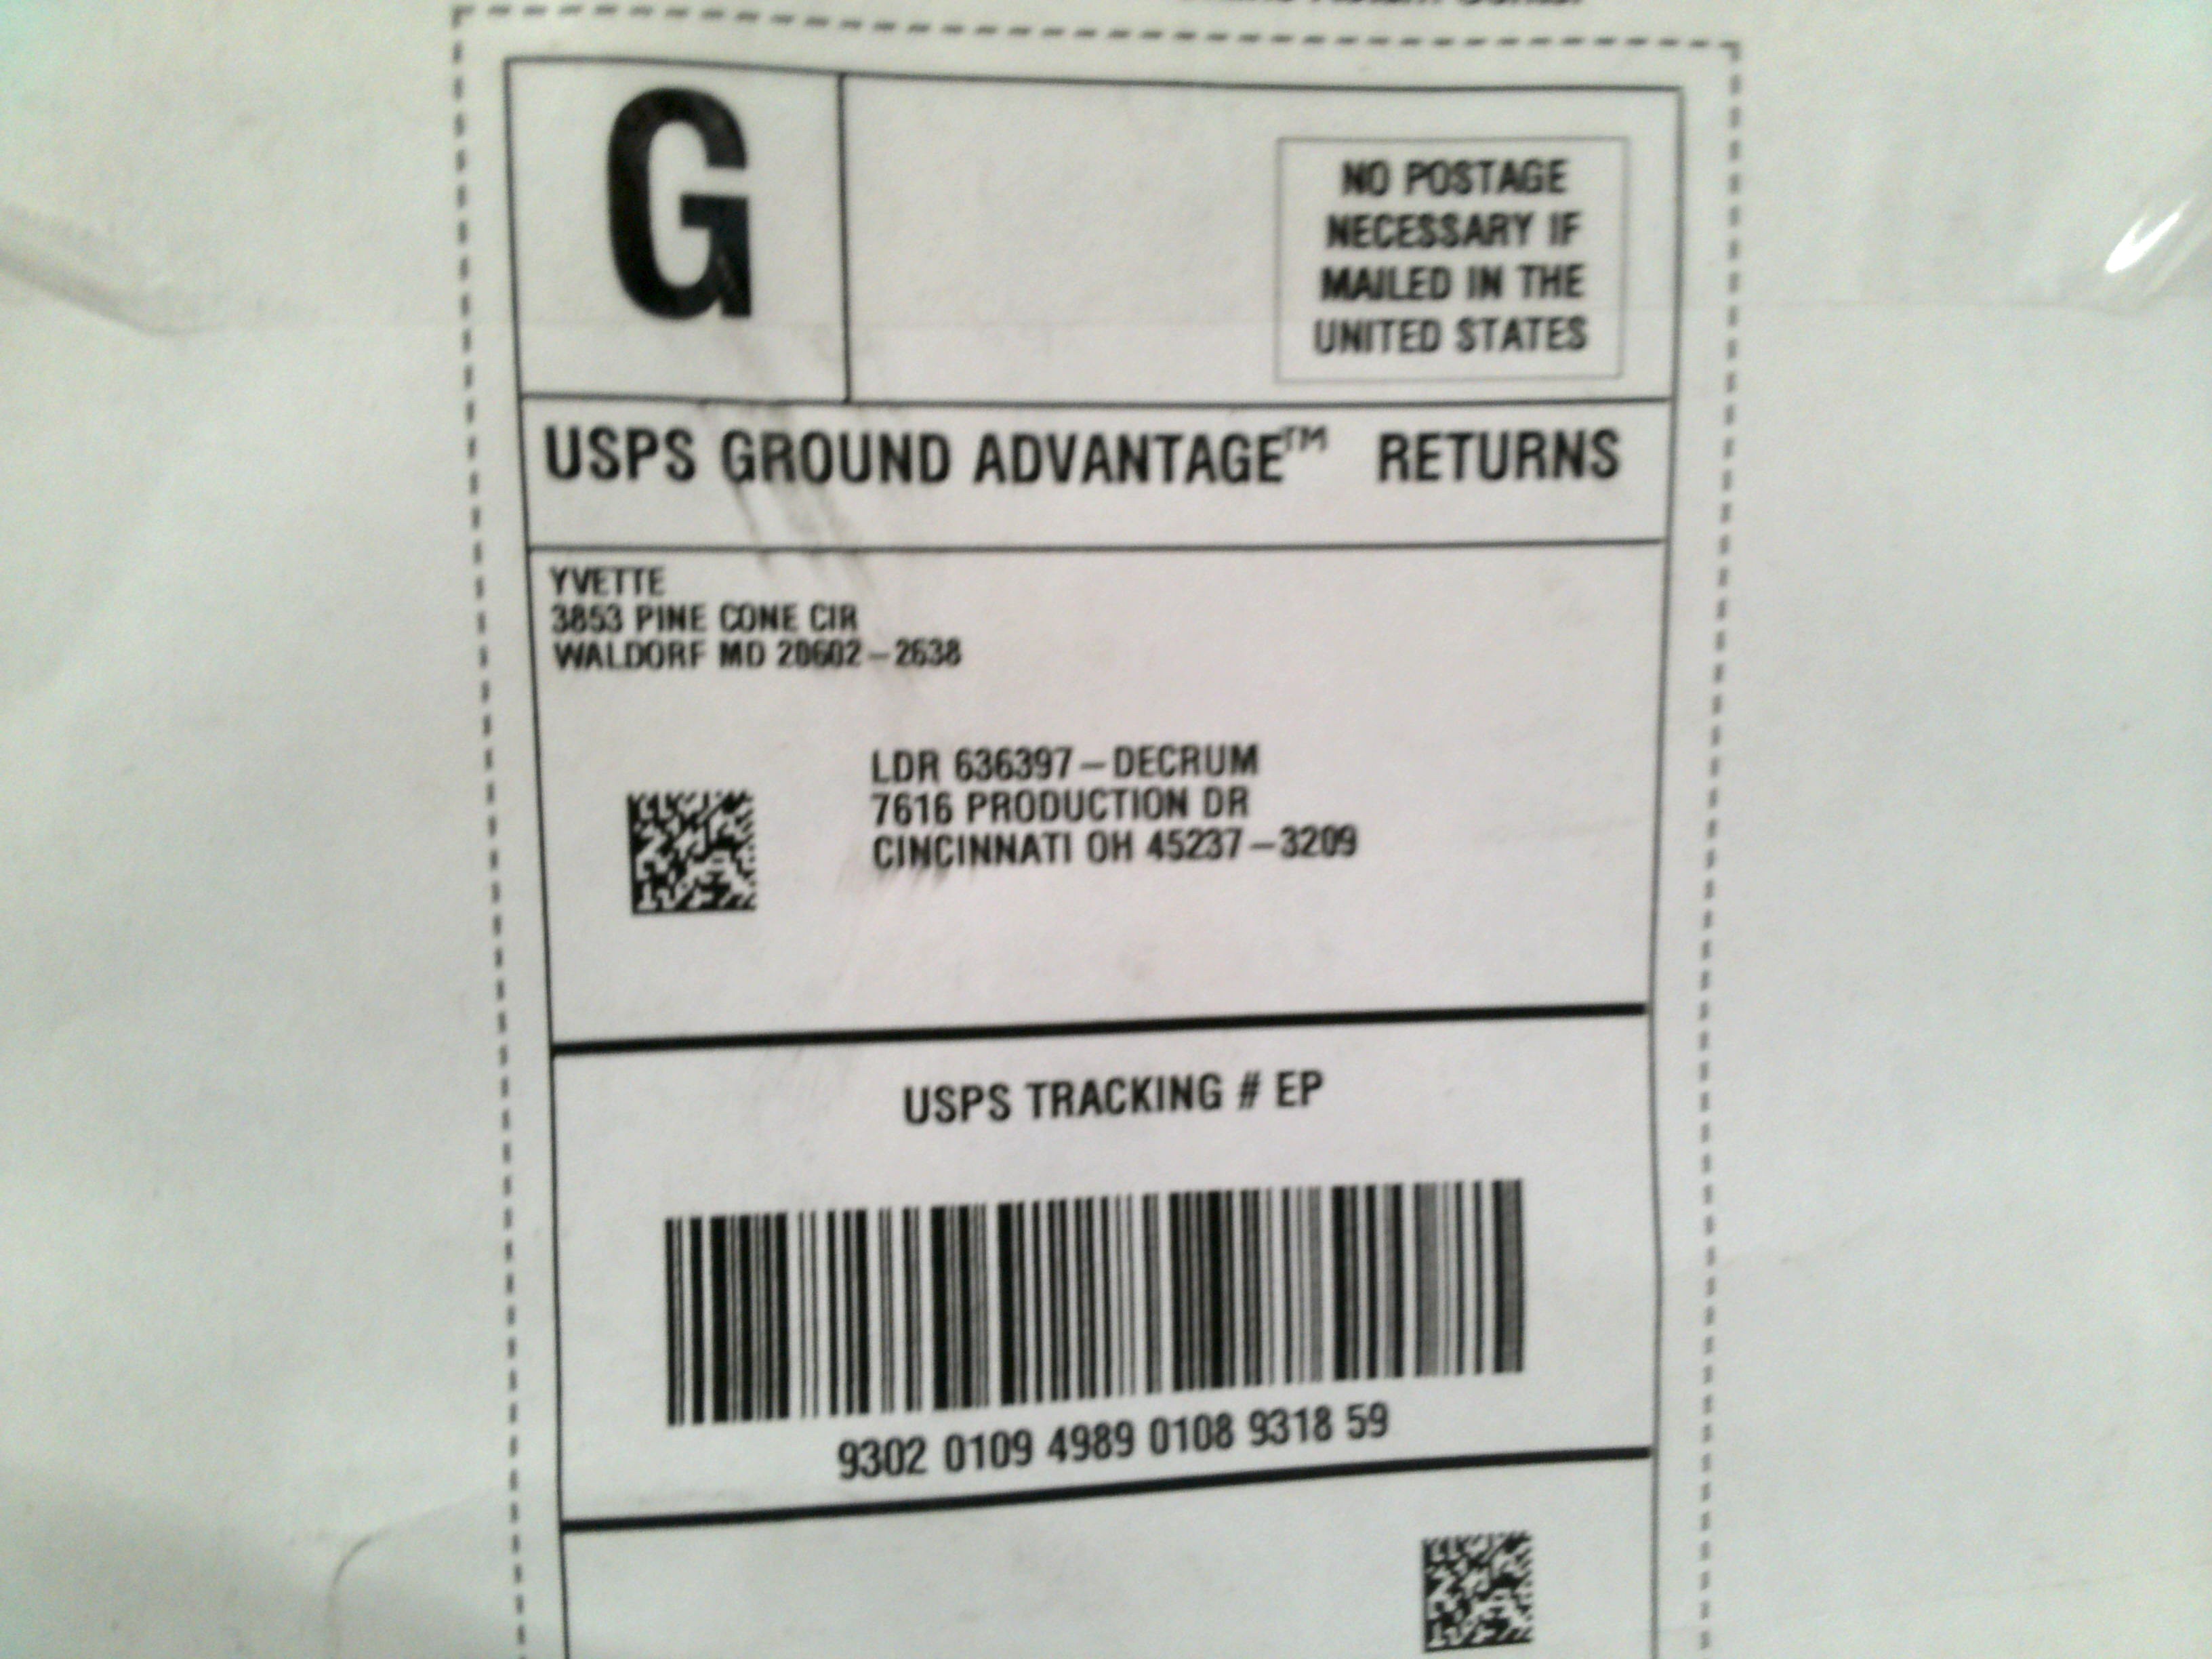 G
NO POSTAGE
NECESSARY IF
MAILED IN THE
UNITED STATES
USPS GROUND ADVANTAGE™ RETURNS
YVETTE
3853 PINE CONE CIR
WALDORF MD 20602-2638
LDR 636397-DECRUM
7616 PRODUCTION DR
CINCINNATI OH 45237-3209
USPS TRACKING # EP
9302 0109 4989 0108 9318 59